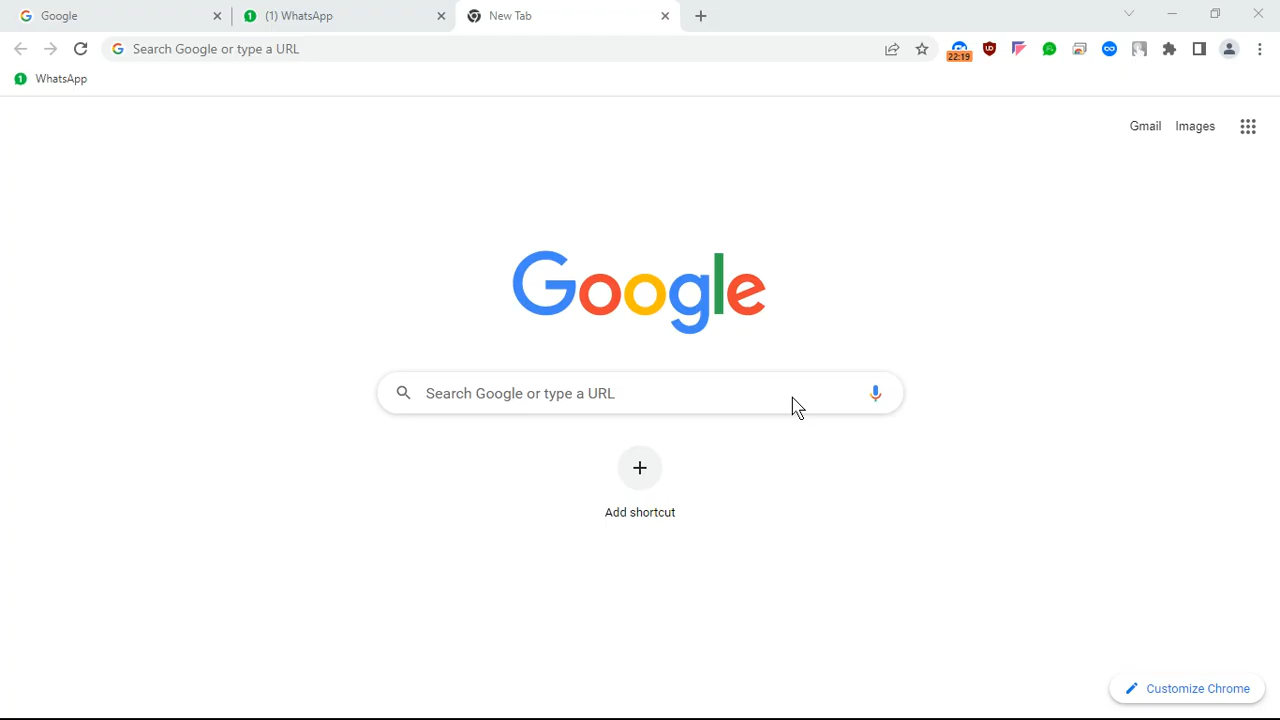 Google
(1) WhatsApp
New Tab
Search Google or type a URL
22:19
WhatsApp
Gmail
Images
Google
Search Google or type a URL
Add shortcut
Customize Chrome